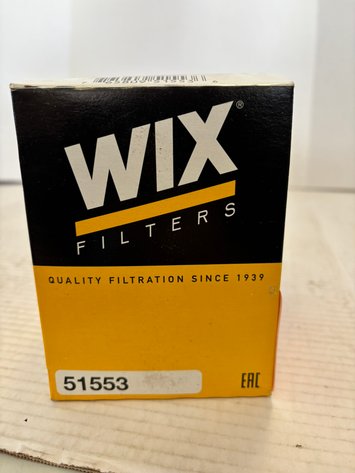 WIX®
FILTERS
QUALITY FILTRATION SINCE 1939
51553
EAC